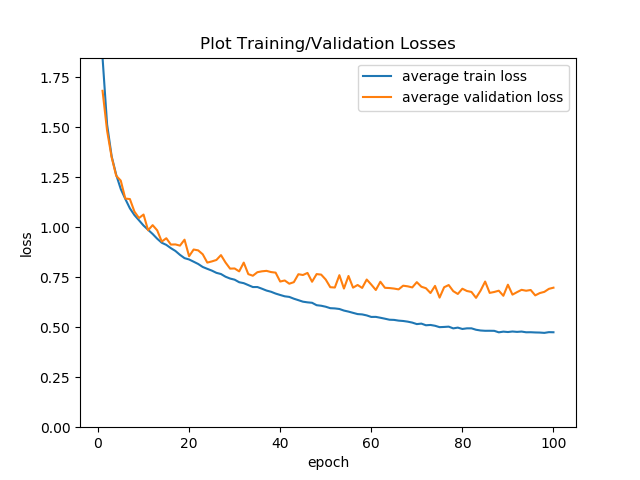 Plot Training/Validation Losses
average train loss
average validation loss
1.75
1.50
1.25
1.00
0.75
0.50
0.25
0.00
loss
0
20
40
60
80
100
epoch